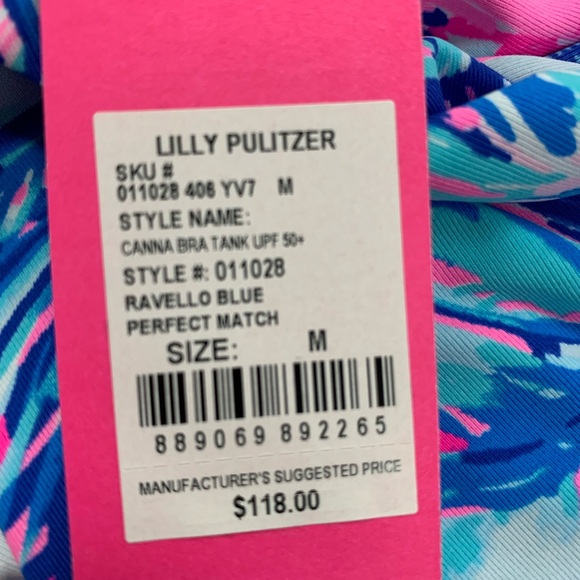 LILLY PULITZER
SKU #
011028 406 YV7 M
STYLE NAME:
CANNA BRA TANK UPF 50+
STYLE #: 011028
RAVELLO BLUE
PERFECT MATCH
SIZE: M
889069 892265
MANUFACTURER'S SUGGESTED PRICE
$118.00